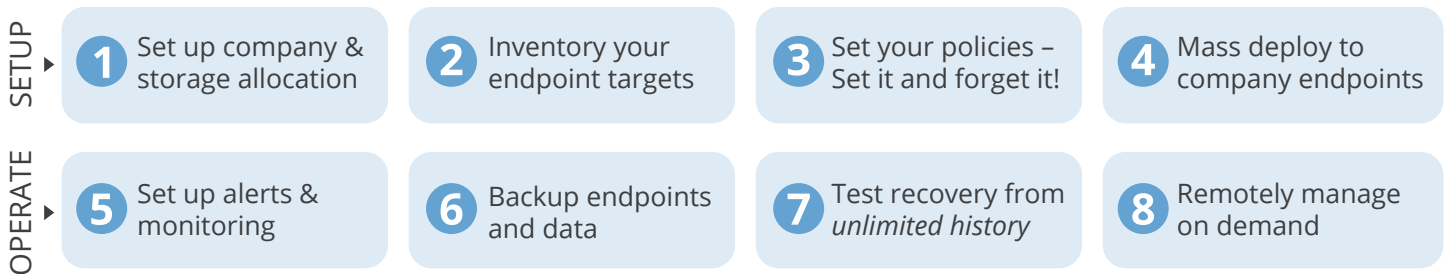 SETUP
1
Set up company &
storage allocation
2
Inventory your
endpoint targets
3
Set your policies –
Set it and forget it!
4
Mass deploy to
company endpoints
OPERATE
5
Set up alerts &
monitoring
6
Backup endpoints
and data
7
Test recovery from
unlimited history
8
Remotely manage
on demand